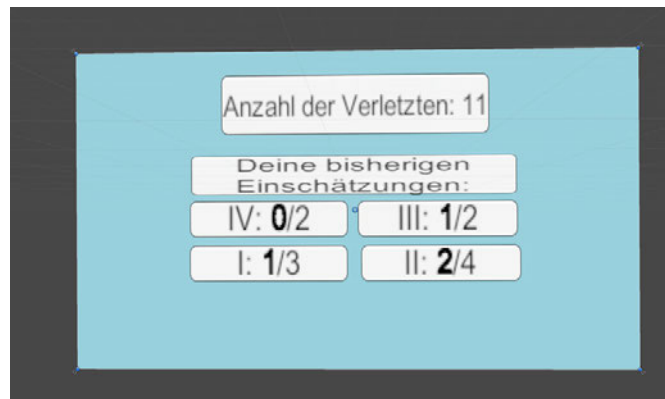 Anzahl der Verletzten: 11
Deine bisherigen
Einschätzungen:
IV: 0/2
III: 1/2
I: 1/3
II: 2/4